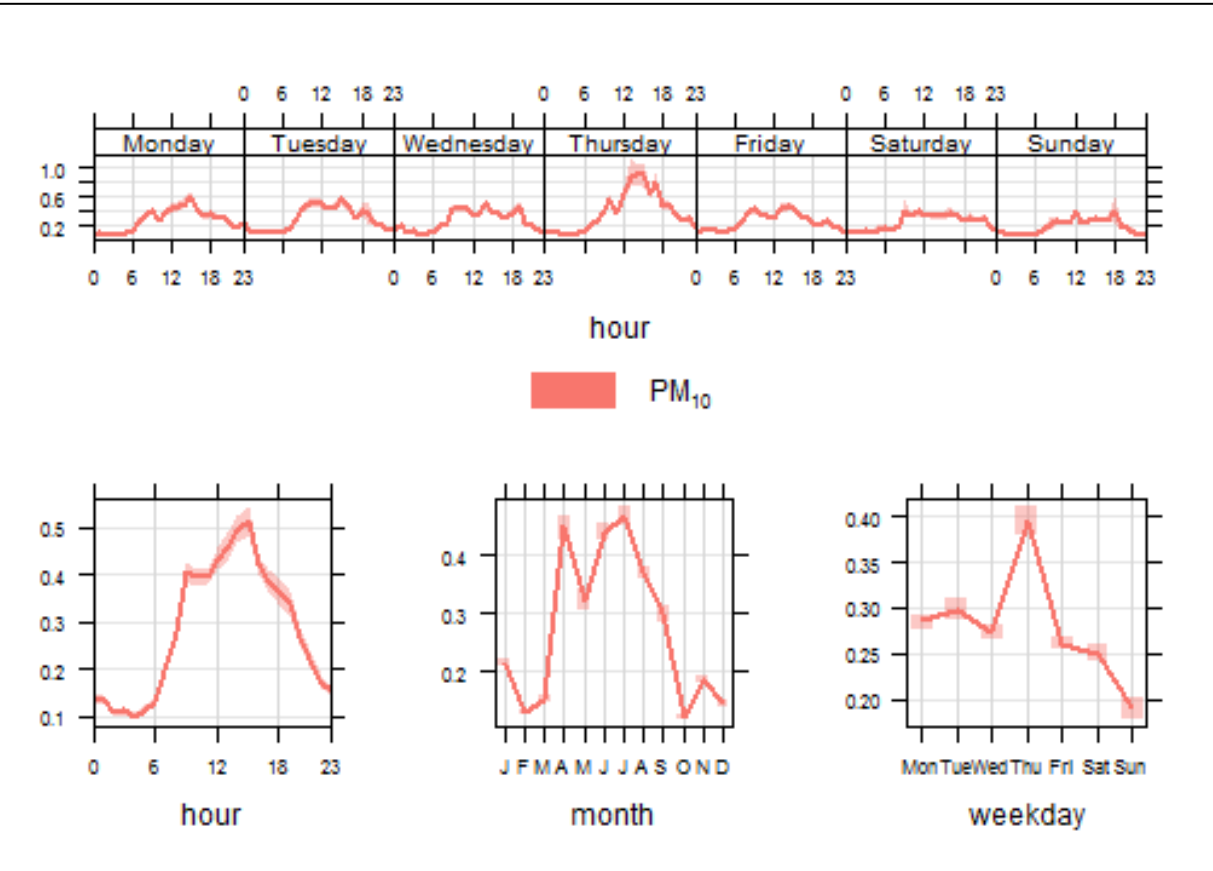 0 6 12 18 23 0 6 12 18 23 0 6 12 18 23
Monday Tuesday Wednesday Thursday Friday Saturday Sunday
1.0
0.6
0.2
0 6 12 18 23 0 6 12 18 23 0 6 12 18 23 0 6 12 18 23
hour
PM₁₀
0.5
0.4
0.3
0.2
0.1
0 6 12 18 23
hour
0.4
0.3
0.2
J F M A M J J A S O N D
month
0.40
0.35
0.30
0.25
0.20
Mon Tue Wed Thu Fri Sat Sun
weekday